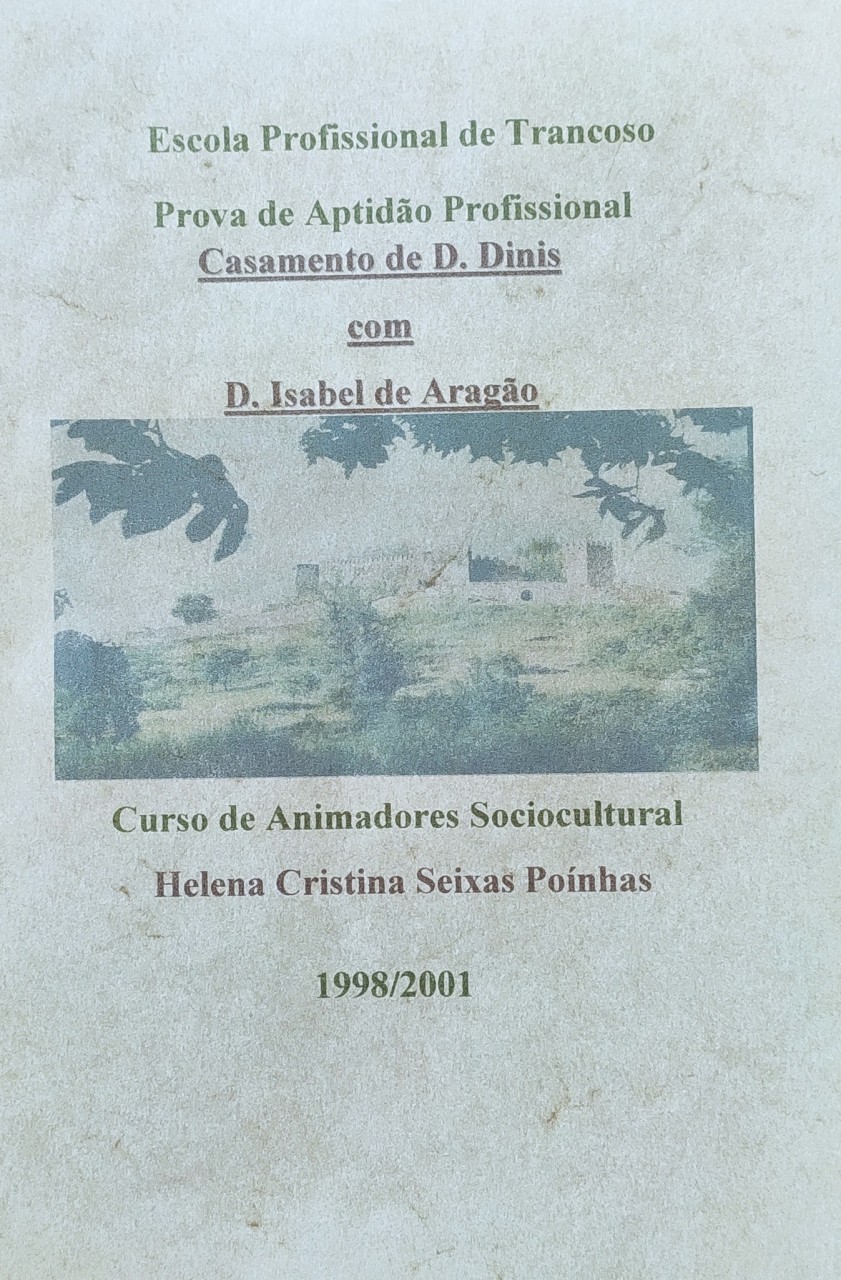 Escola Profissional de Trancoso
Prova de Aptidão Profissional
Casamento de D. Dinis
com
D. Isabel de Aragão
Curso de Animadores Sociocultural
Helena Cristina Seixas Poínhas
1998/2001